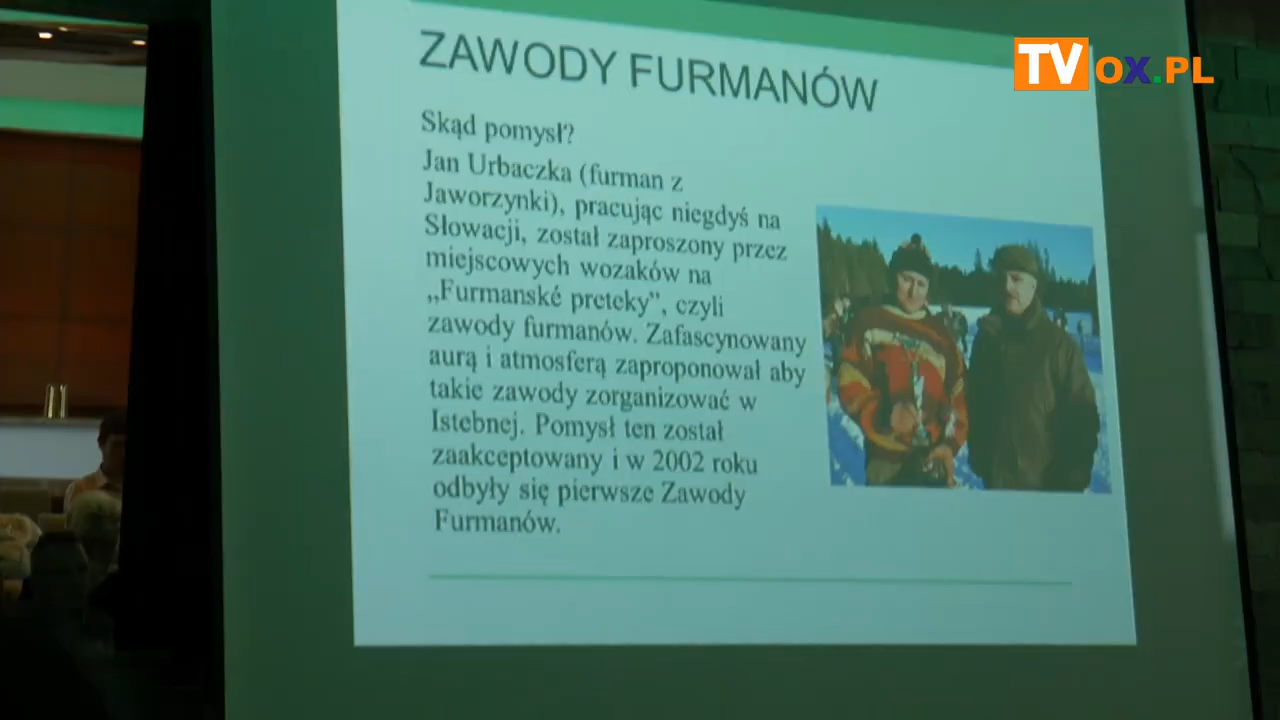 ZAWODY FURMANÓW
TVOX.PL
Skąd pomysł?
Jan Urbaczka (furman z
Jaworzynki), pracując niegdyś na
Słowacji, został zaproszony przez
miejscowych wozaków na
„Furmanské preteky”, czyli
zawody furmanów. Zafascynowany
aurą i atmosferą zaproponował aby
takie zawody zorganizować w
Istebnej. Pomysł ten został
zaakceptowany i w 2002 roku
odbyły się pierwsze Zawody
Furmanów.